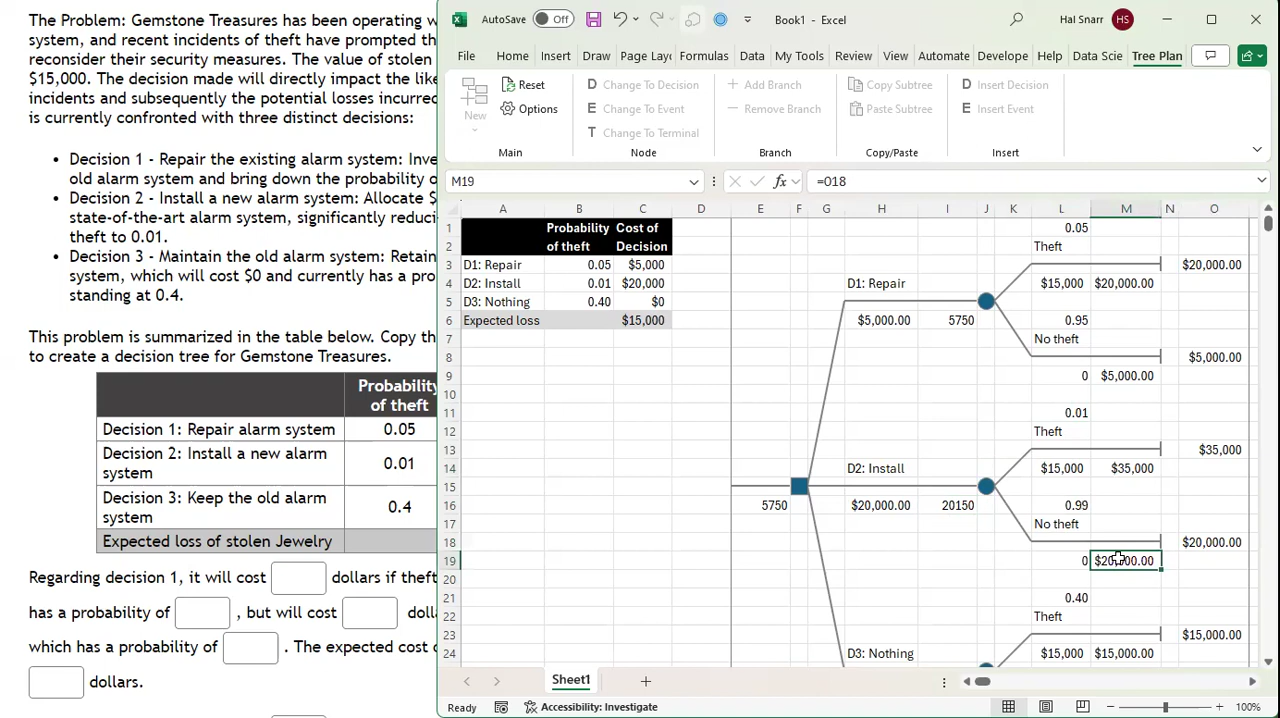 The Problem: Gemstone Treasures has been operating w
system, and recent incidents of theft have prompted th
reconsider their security measures. The value of stolen
$15,000. The decision made will directly impact the like
incidents and subsequently the potential losses incurred
is currently confronted with three distinct decisions:
• Decision 1 - Repair the existing alarm system: Inve
old alarm system and bring down the probability o
• Decision 2 - Install a new alarm system: Allocate $
state-of-the-art alarm system, significantly reduci
theft to 0.01.
• Decision 3 - Maintain the old alarm system: Retain
system, which will cost $0 and currently has a pro
standing at 0.4.
This problem is summarized in the table below. Copy th
to create a decision tree for Gemstone Treasures.
Probability
of theft
Decision 1: Repair alarm system 0.05
Decision 2: Install a new alarm
system 0.01
Decision 3: Keep the old alarm
system 0.4
Expected loss of stolen Jewelry
Regarding decision 1, it will cost dollars if theft
has a probability of , but will cost dolla
which has a probability of . The expected cost o
dollars.
AutoSave Off Book1 - Excel Hal Snarr HS
File Home Insert Draw Page Layc Formulas Data My Tools Review View Automate Developer Help Data Scie Tree Plan
New Reset Options Main
D Change To Decision
E Change To Event
T Change To Terminal
Node
Add Branch
Remove Branch
Branch
Copy Subtree
Paste Subtree
Copy/Paste
D Insert Decision
E Insert Event
Insert
M19 fx =O18
A B C D E F G H I J K L M N O
1 Probability Cost of 0.05
2 of theft Decision Theft
3 D1: Repair 0.05 $5,000 $20,000.00
4 D2: Install 0.01 $20,000 D1: Repair $15,000 $20,000.00
5 D3: Nothing 0.40 $0
6 Expected loss $15,000 $5,000.00 5750 0.95
7 No theft
8 $5,000.00
9 0 $5,000.00
10
11 0.01
12 Theft
13 $35,000
14 D2: Install $15,000 $35,000
15
16 5750 $20,000.00 20150 0.99
17 No theft
18 $20,000.00
19 0 $20,000.00
20
21 0.40
22 Theft
23 $15,000.00
24 D3: Nothing $15,000 $15,000.00
Sheet1
Ready Accessibility: Investigate 100%